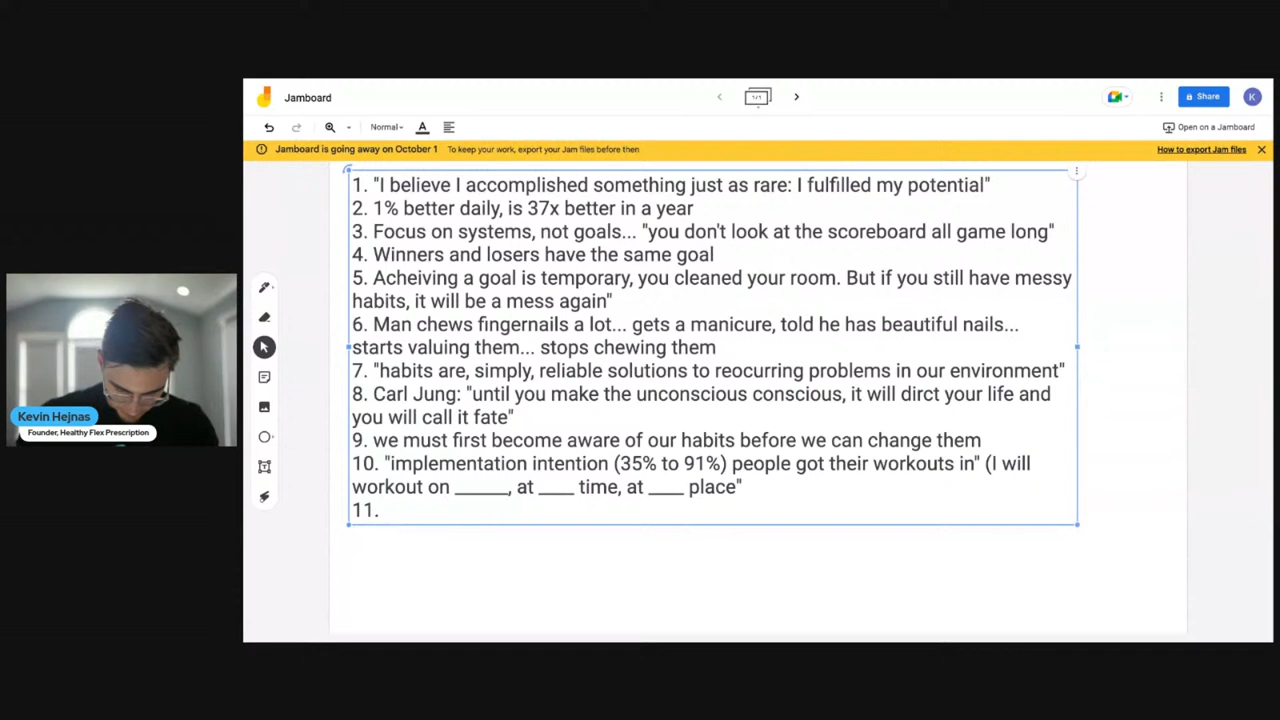 Jamboard
Share
K
Normal
A
Open on a Jamboard
Jamboard is going away on October 1 To keep your work, export your Jam files before then
How to export Jam files
1. "I believe I accomplished something just as rare: I fulfilled my potential"
2. 1% better daily, is 37x better in a year
3. Focus on systems, not goals... "you don't look at the scoreboard all game long"
4. Winners and losers have the same goal
5. Acheiving a goal is temporary, you cleaned your room. But if you still have messy
habits, it will be a mess again"
6. Man chews fingernails a lot... gets a manicure, told he has beautiful nails...
starts valuing them... stops chewing them
7. "habits are, simply, reliable solutions to reocurring problems in our environment"
8. Carl Jung: "until you make the unconscious conscious, it will dirct your life and
you will call it fate"
9. we must first become aware of our habits before we can change them
10. "implementation intention (35% to 91%) people got their workouts in" (I will
workout on ______, at ____ time, at ____ place"
11.
Kevin Hejnas
Founder, Healthy Flex Prescription